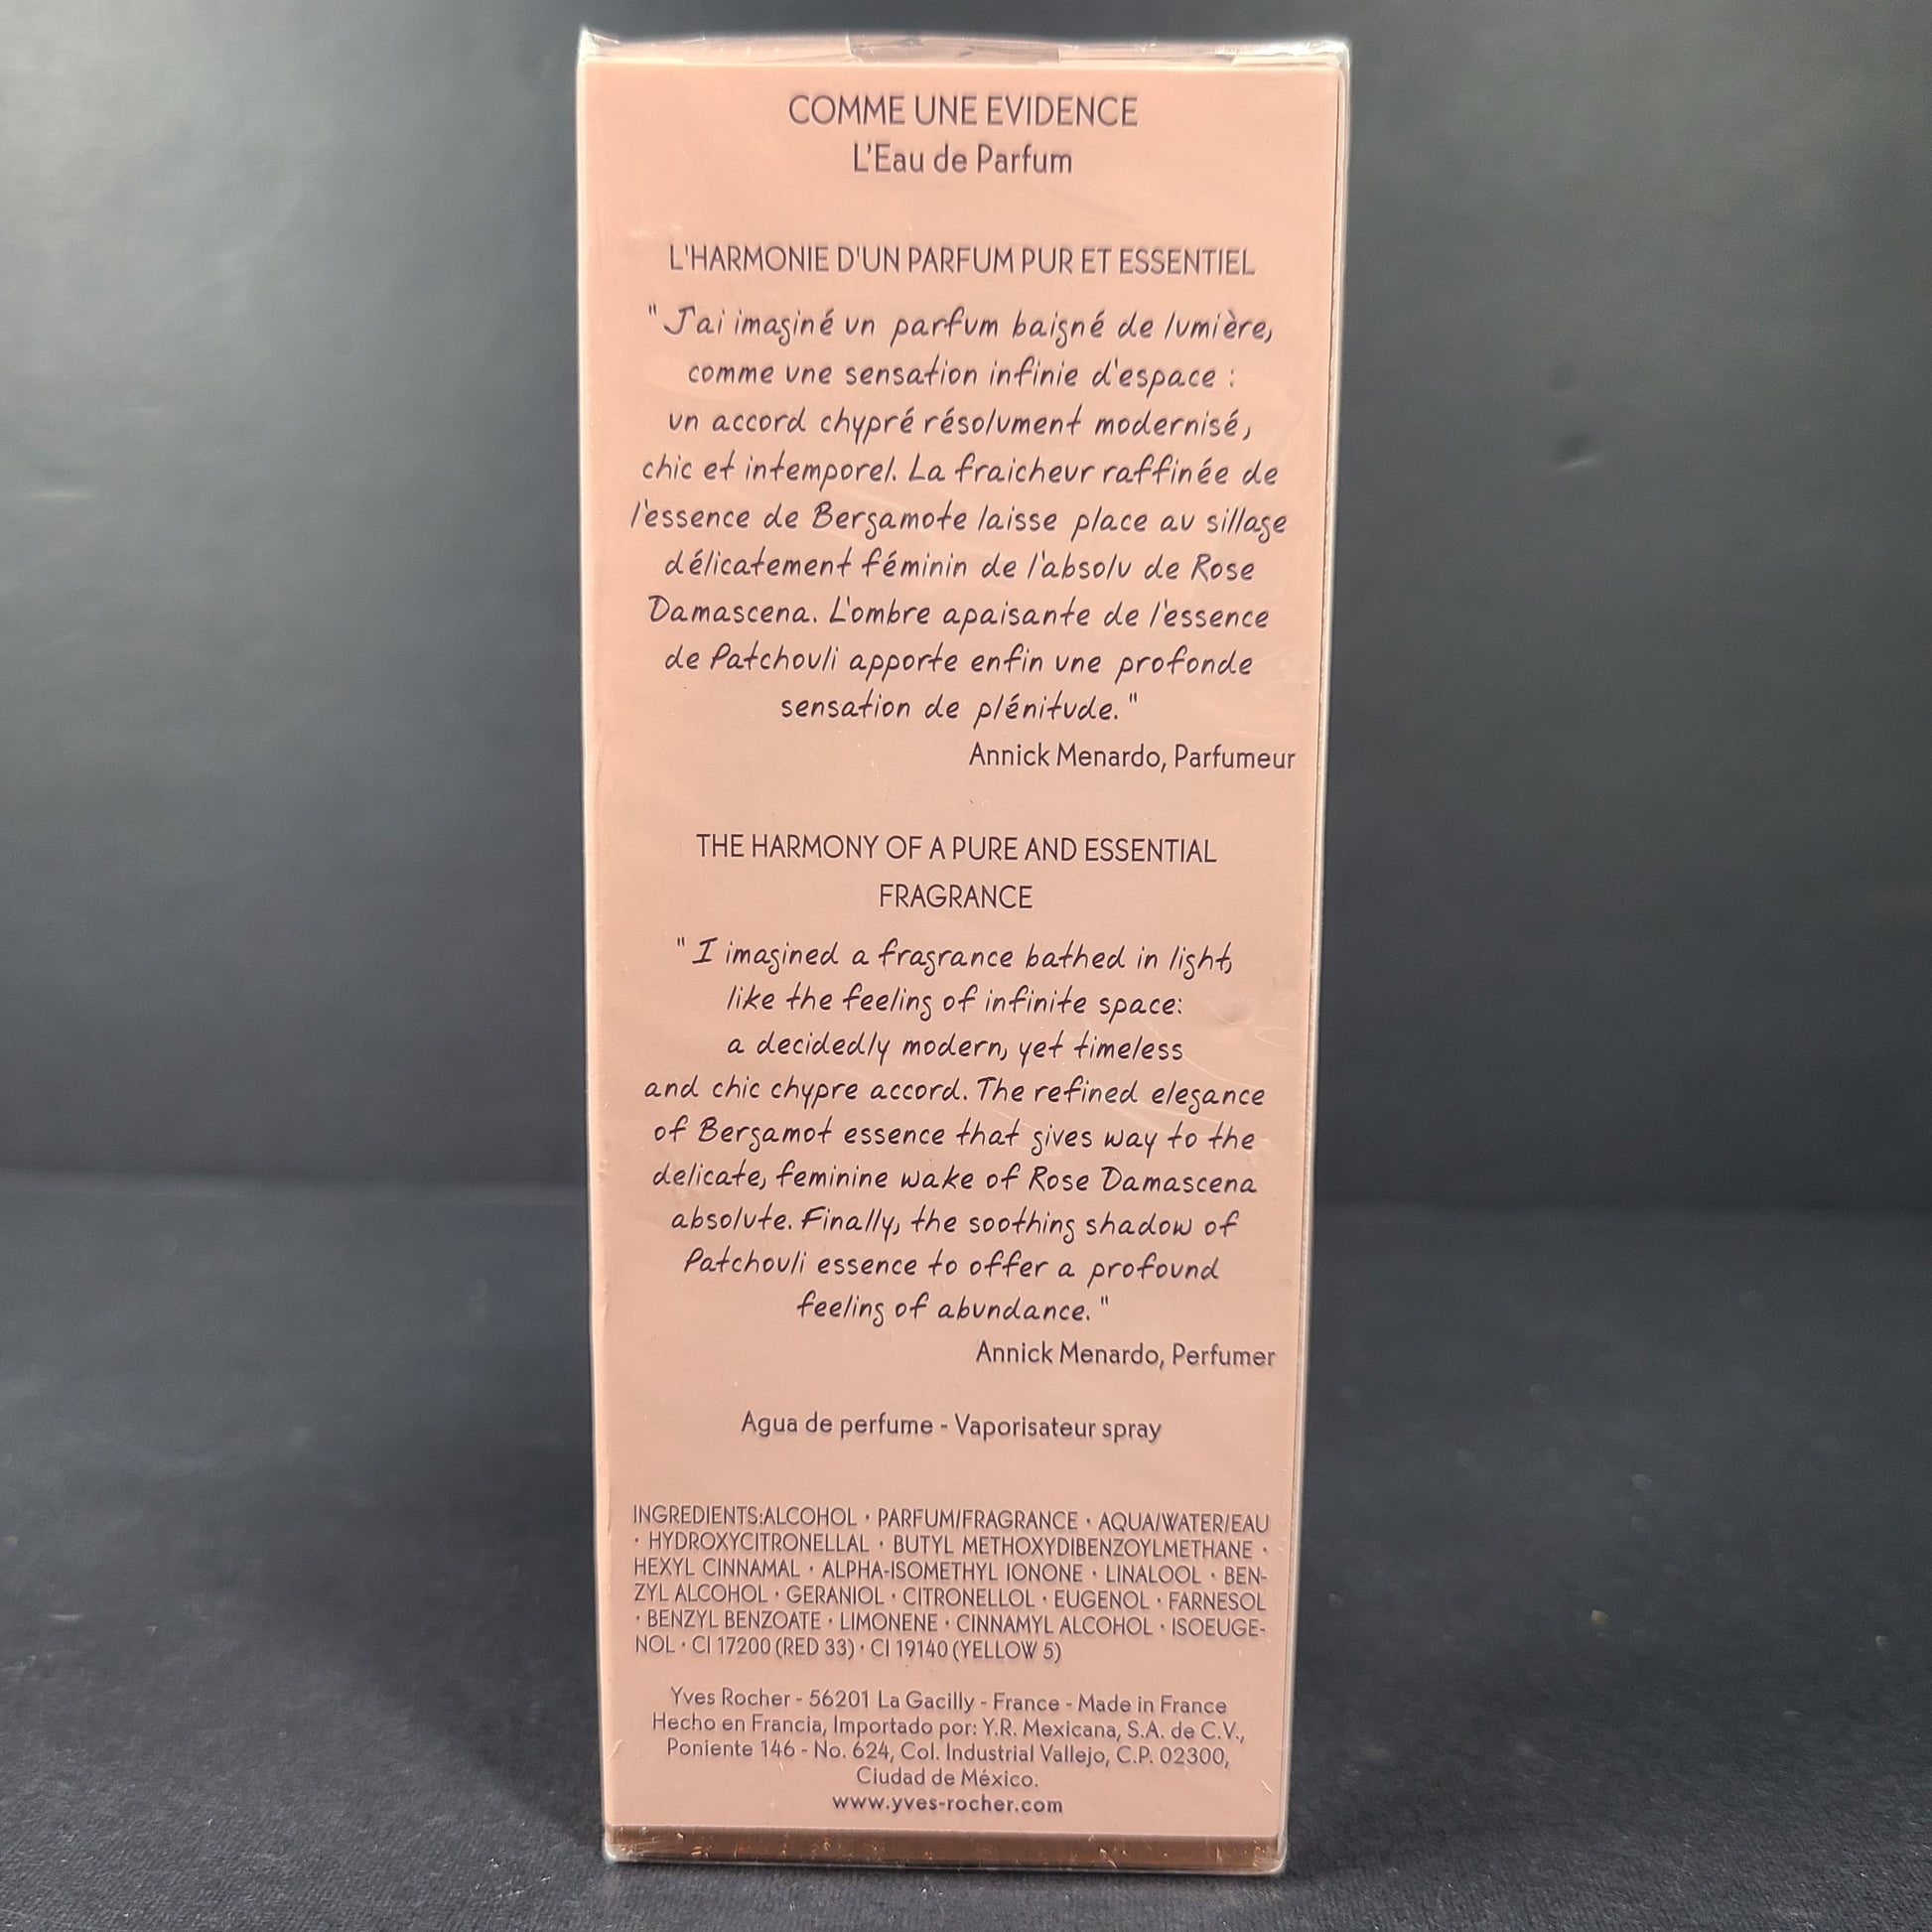 COMME UNE EVIDENCE
L'Eau de Parfum
L'HARMONIE D'UN PARFUM PUR ET ESSENTIEL
" J'ai imaginé un parfum baigné de lumière,
comme une sensation infinie d'espace :
un accord chypré résolument modernisé,
chic et intemporel. La fraicheur raffinée de
l'essence de Bergamote laisse place au sillage
délicatement féminin de l'absolu de Rose
Damascena. L'ombre apaisante de l'essence
de Patchouli apporte enfin une profonde
sensation de plénitude. "
Annick Menardo, Parfumeur
THE HARMONY OF A PURE AND ESSENTIAL
FRAGRANCE
" I imagined a fragrance bathed in light,
like the feeling of infinite space:
a decidedly modern, yet timeless
and chic chypre accord. The refined elegance
of Bergamot essence that gives way to the
delicate, feminine wake of Rose Damascena
absolute. Finally, the soothing shadow of
Patchouli essence to offer a profound
feeling of abundance. "
Annick Menardo, Perfumer
Agua de perfume - Vaporisateur spray
INGREDIENTS:ALCOHOL · PARFUM/FRAGRANCE · AQUA/WATER/EAU
· HYDROXYCITRONELLAL · BUTYL METHOXYDIBENZOYLMETHANE ·
HEXYL CINNAMAL · ALPHA-ISOMETHYL IONONE · LINALOOL · BEN-
ZYL ALCOHOL · GERANIOL · CITRONELLOL · EUGENOL · FARNESOL
· BENZYL BENZOATE · LIMONENE · CINNAMYL ALCOHOL · ISOEUGE-
NOL · CI 17200 (RED 33) · CI 19140 (YELLOW 5)
Yves Rocher - 56201 La Gacilly - France - Made in France
Hecho en Francia, Importado por: Y.R. Mexicana, S.A. de C.V.,
Poniente 146 - No. 624, Col. Industrial Vallejo, C.P. 02300,
Ciudad de México.
www.yves-rocher.com